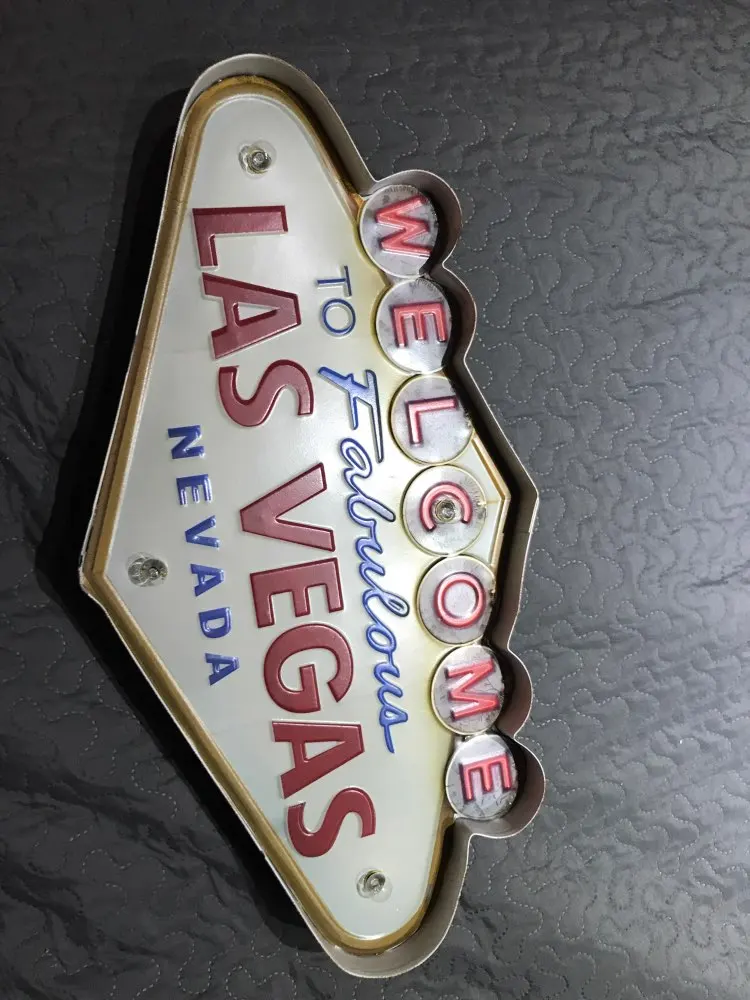 WELCOME
TO Fabulous
LAS VEGAS
NEVADA